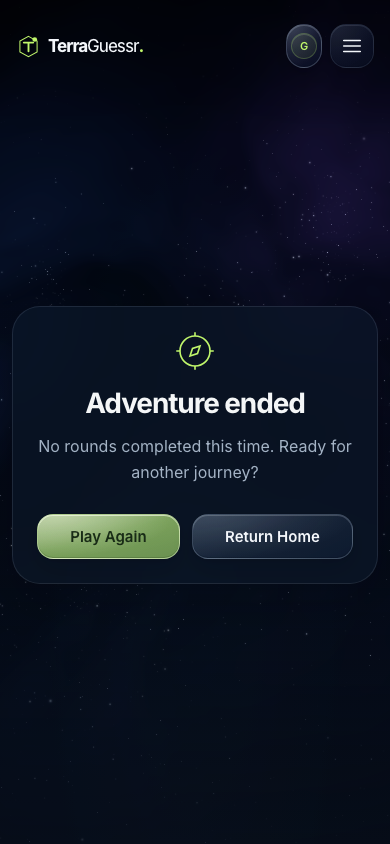 TerraGuessr.
G
Adventure ended
No rounds completed this time. Ready for
another journey?
Play Again
Return Home